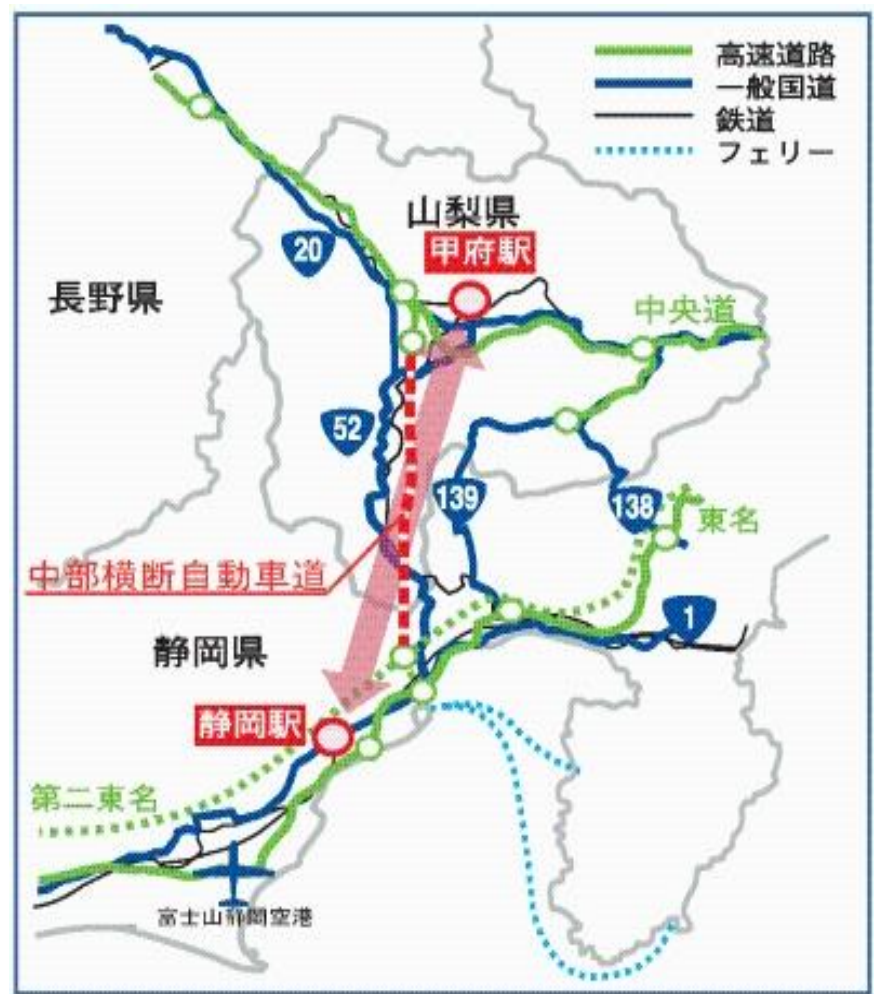 高速道路
一般国道
鉄道
フェリー
山梨県
甲府駅
20
長野県
中央道
52
139
138
東名
中部横断自動車道
1
静岡県
静岡駅
第二東名
富士山静岡空港